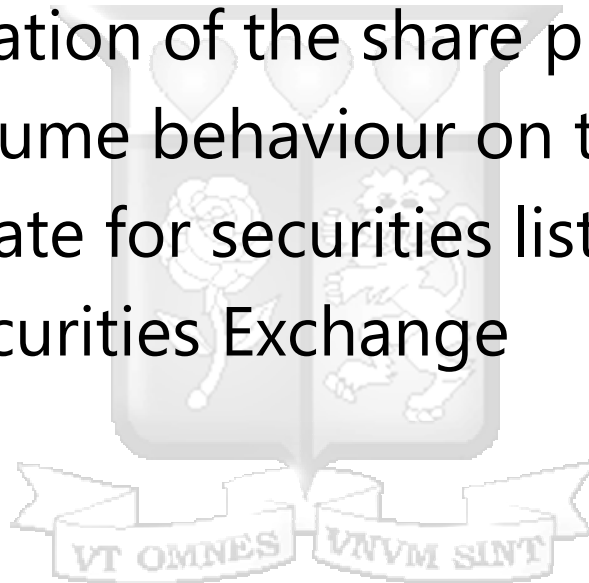 ation of the share p
ume behaviour on t
ate for securities list
curities Exchange
VT OMNES VNVM SINT